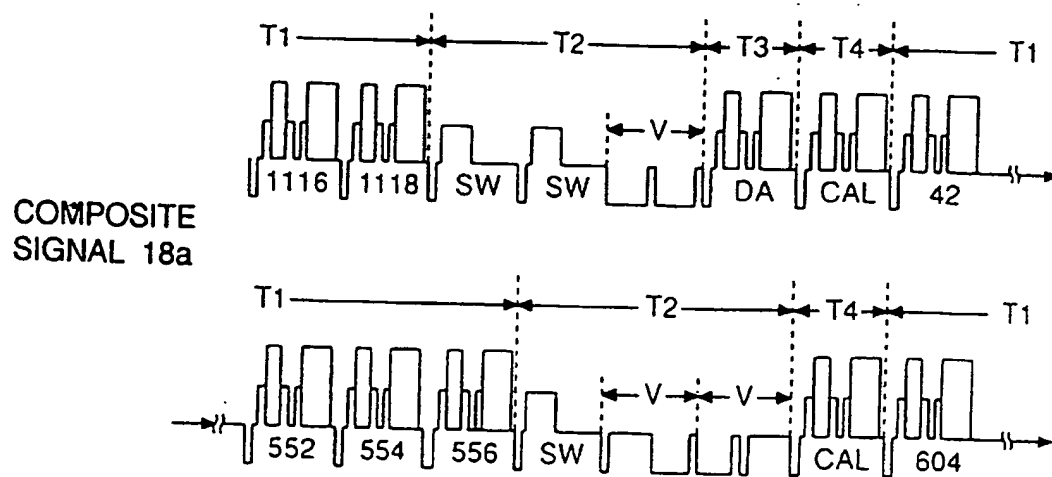 T1 T2 T3 T4 T1
V
1116 1118 SW SW DA CAL 42
COMPOSITE
SIGNAL 18a
T1 T2 T4 T1
V V
552 554 556 SW CAL 604